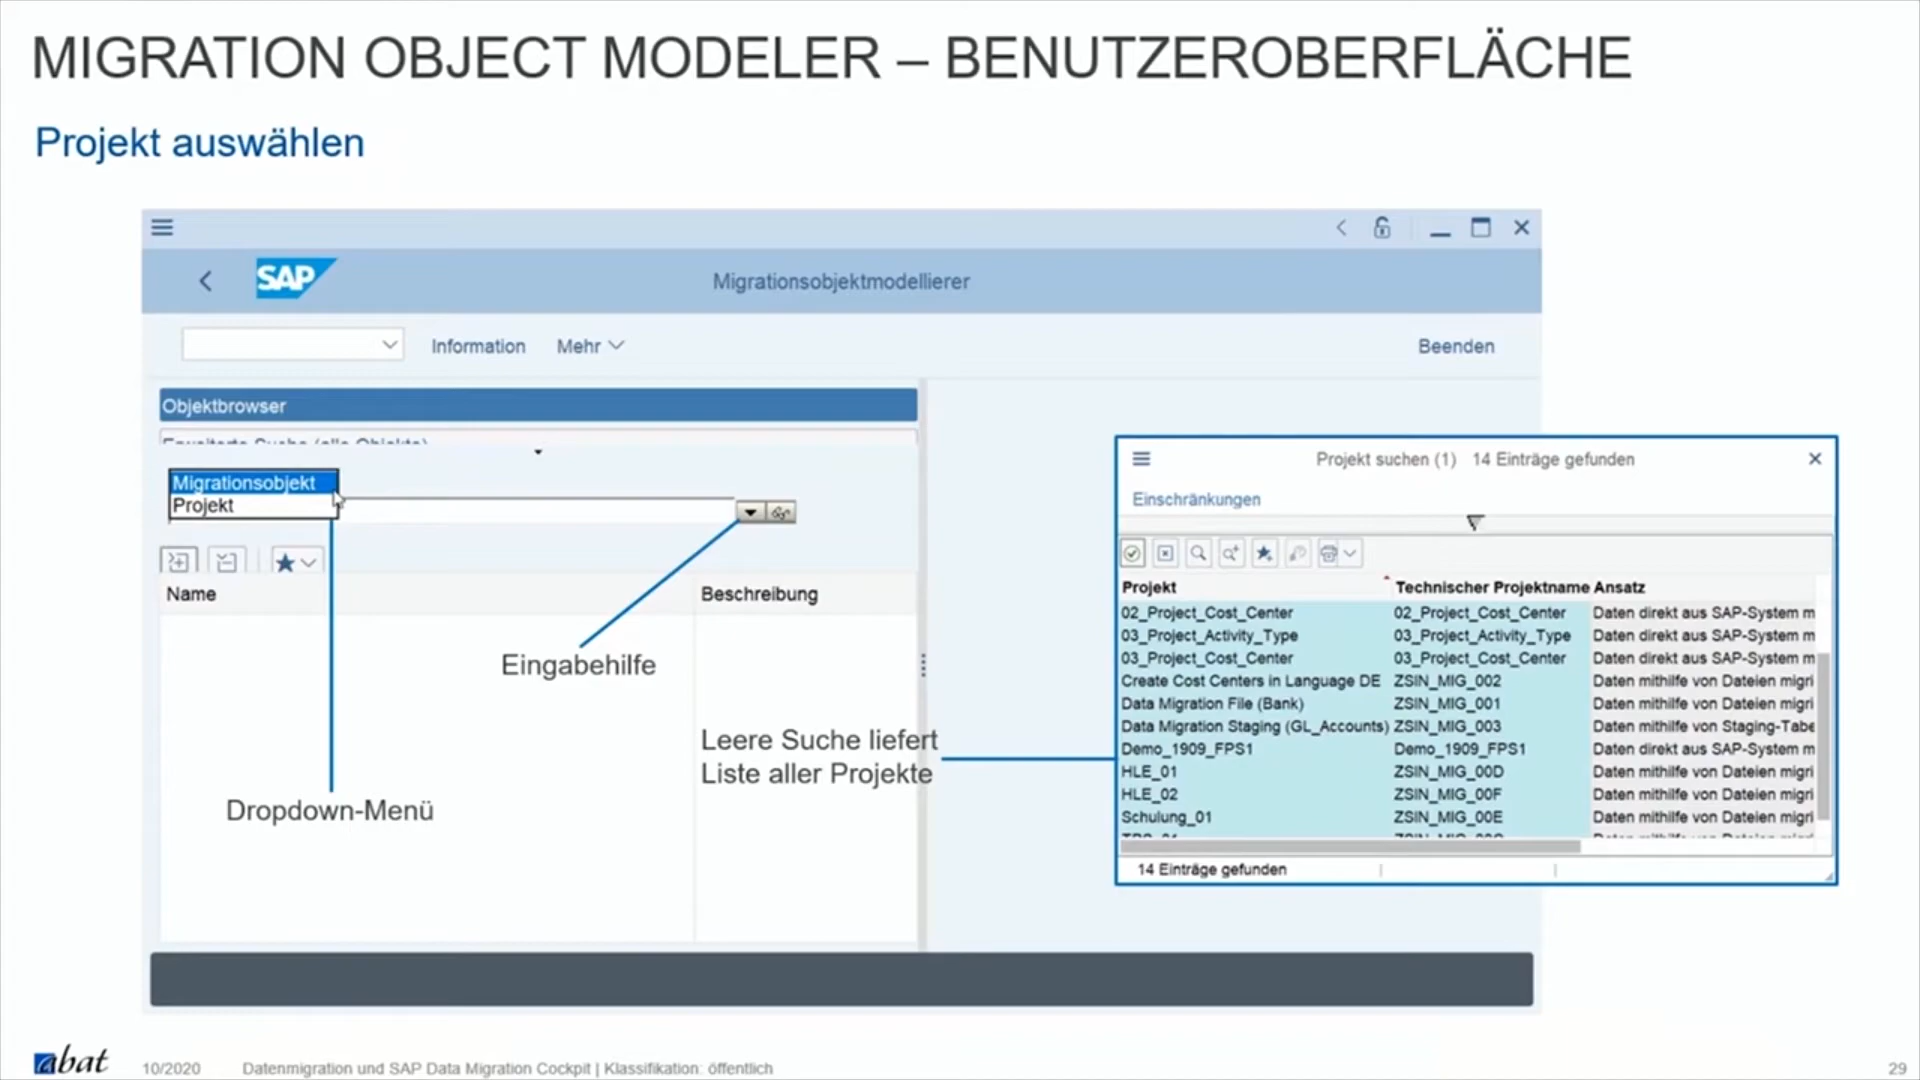 MIGRATION OBJECT MODELER – BENUTZEROBERFLÄCHE
Projekt auswählen
SAP
Migrationsobjektmodellierer
Information
Mehr
Beenden
Objektbrowser
Erweiterte Suche (alle Objekte)
Migrationsobjekt
Projekt
Name
Beschreibung
Eingabehilfe
Leere Suche liefert
Liste aller Projekte
Dropdown-Menü
Projekt suchen (1) 14 Einträge gefunden
Einschränkungen
Projekt Technischer Projektname Ansatz
02_Project_Cost_Center 02_Project_Cost_Center Daten direkt aus SAP-System m
03_Project_Activity_Type 03_Project_Activity_Type Daten direkt aus SAP-System m
03_Project_Cost_Center 03_Project_Cost_Center Daten direkt aus SAP-System m
Create Cost Centers in Language DE ZSIN_MIG_002 Daten mithilfe von Dateien migri
Data Migration File (Bank) ZSIN_MIG_001 Daten mithilfe von Dateien migri
Data Migration Staging (GL_Accounts) ZSIN_MIG_003 Daten mithilfe von Staging-Tabe
Demo_1909_FPS1 Demo_1909_FPS1 Daten direkt aus SAP-System m
HLE_01 ZSIN_MIG_00D Daten mithilfe von Dateien migri
HLE_02 ZSIN_MIG_00F Daten mithilfe von Dateien migri
Schulung_01 ZSIN_MIG_00E Daten mithilfe von Dateien migri
14 Einträge gefunden
abat
10/2020
Datenmigration und SAP Data Migration Cockpit | Klassifikation: öffentlich
29